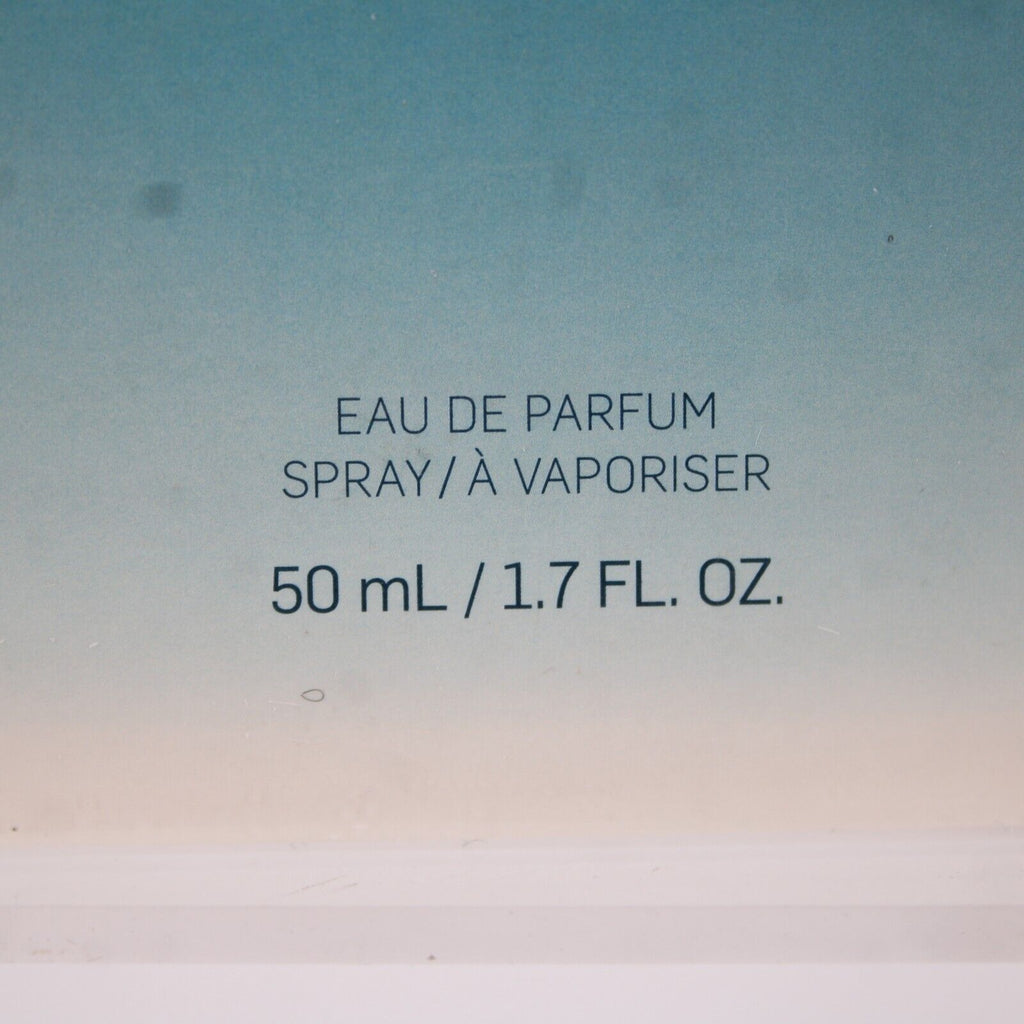 EAU DE PARFUM
SPRAY/À VAPORISER
50 mL / 1.7 FL. OZ.